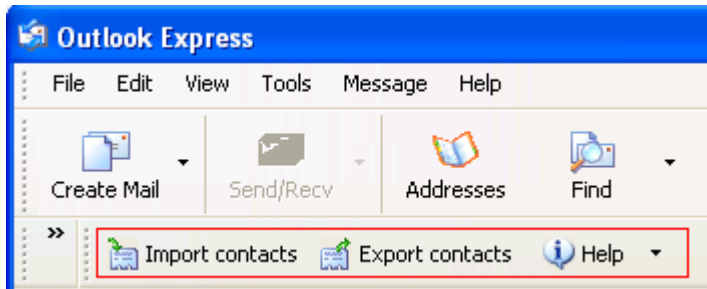 Outlook Express
File Edit View Tools Message Help
Create Mail Send/Recv Addresses Find
» Import contacts Export contacts Help